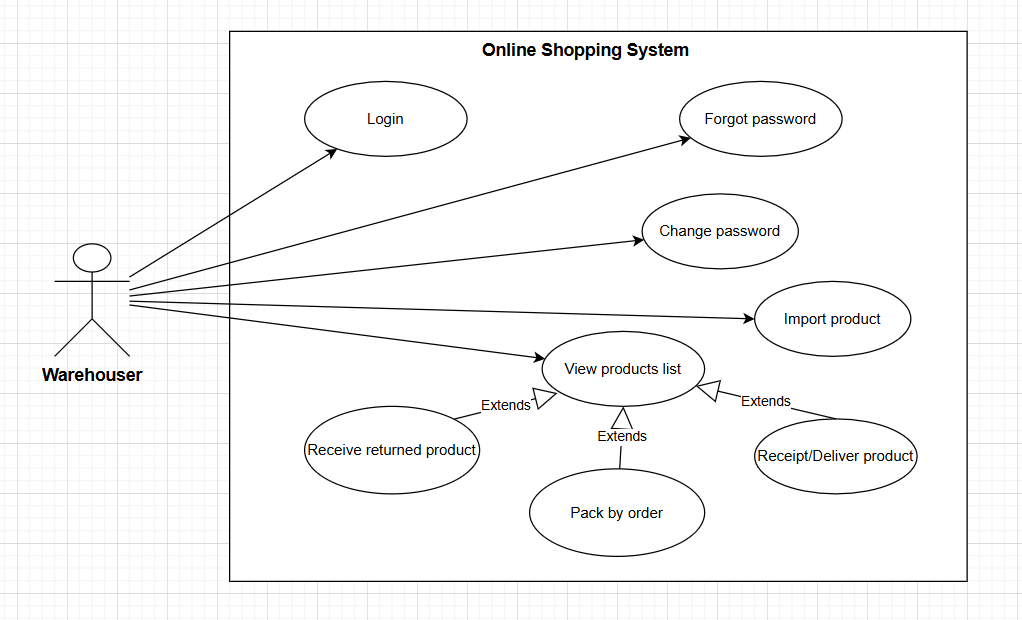 Online Shopping System
Login
Forgot password
Change password
Import product
View products list
Warehouser
Extends
Extends
Extends
Receive returned product
Receipt/Deliver product
Pack by order